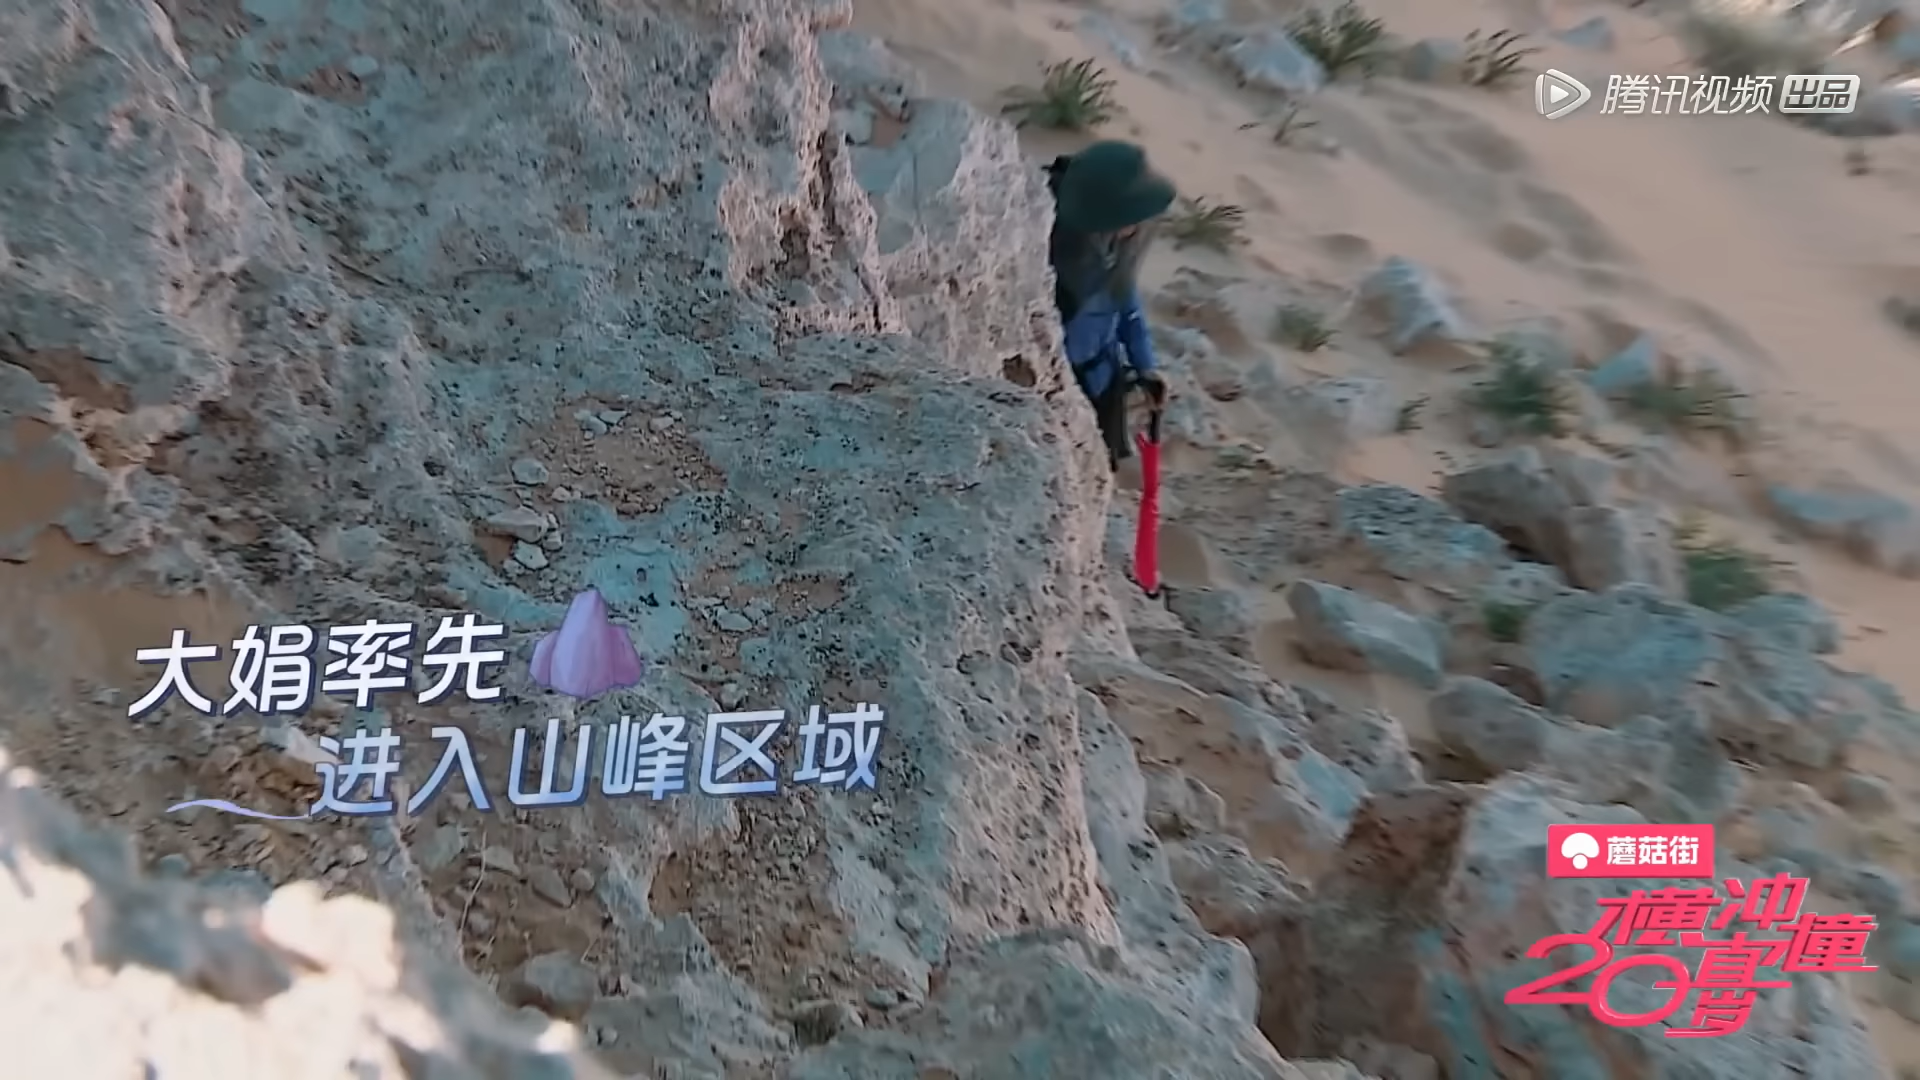 腾讯视频 出品
大娟率先
进入山峰区域
蘑菇街
横冲直撞
20岁